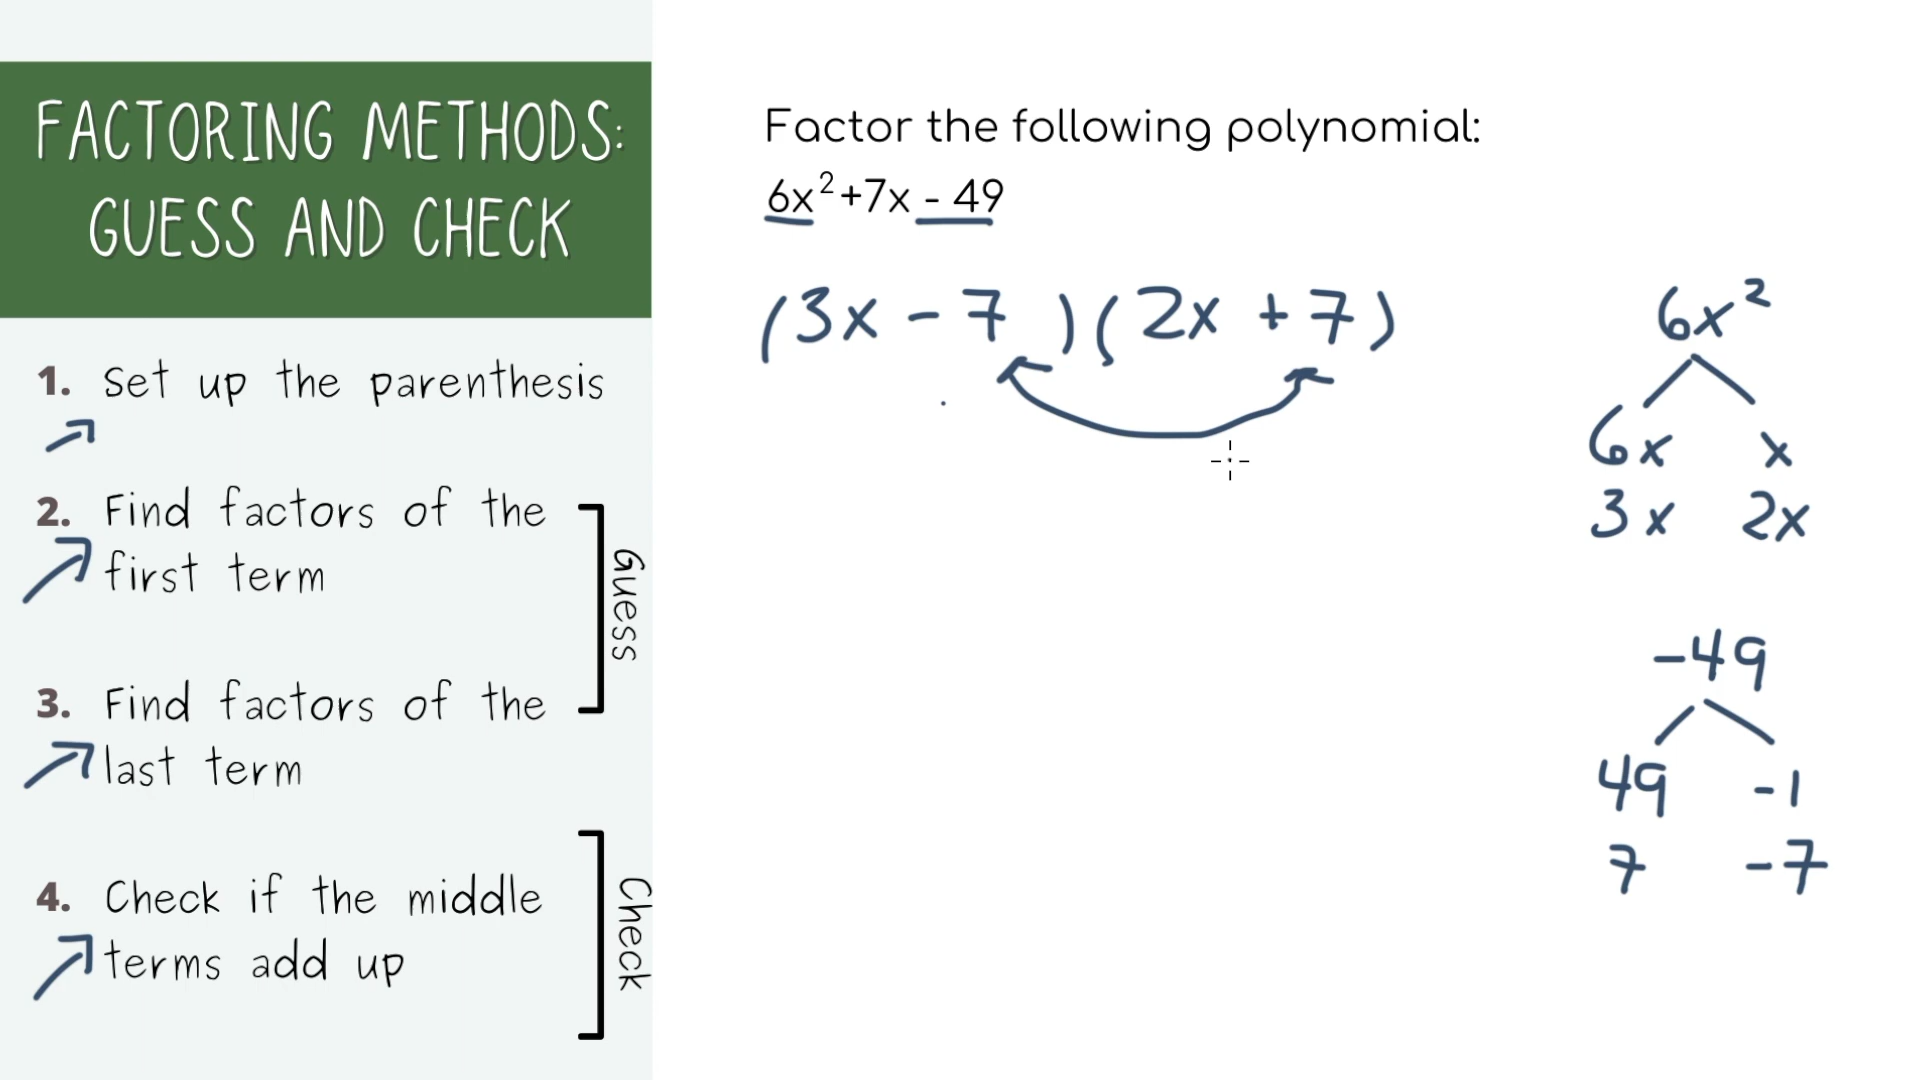 FACTORING METHODS:
GUESS AND CHECK
1. Set up the parenthesis
2. Find factors of the
first term
3. Find factors of the
last term
Guess
4. Check if the middle
terms add up
Check
Factor the following polynomial:
6x²+7x - 49
(3x - 7 )( 2x + 7)
6x²
6x x
3x 2x
-49
49 -1
7 -7